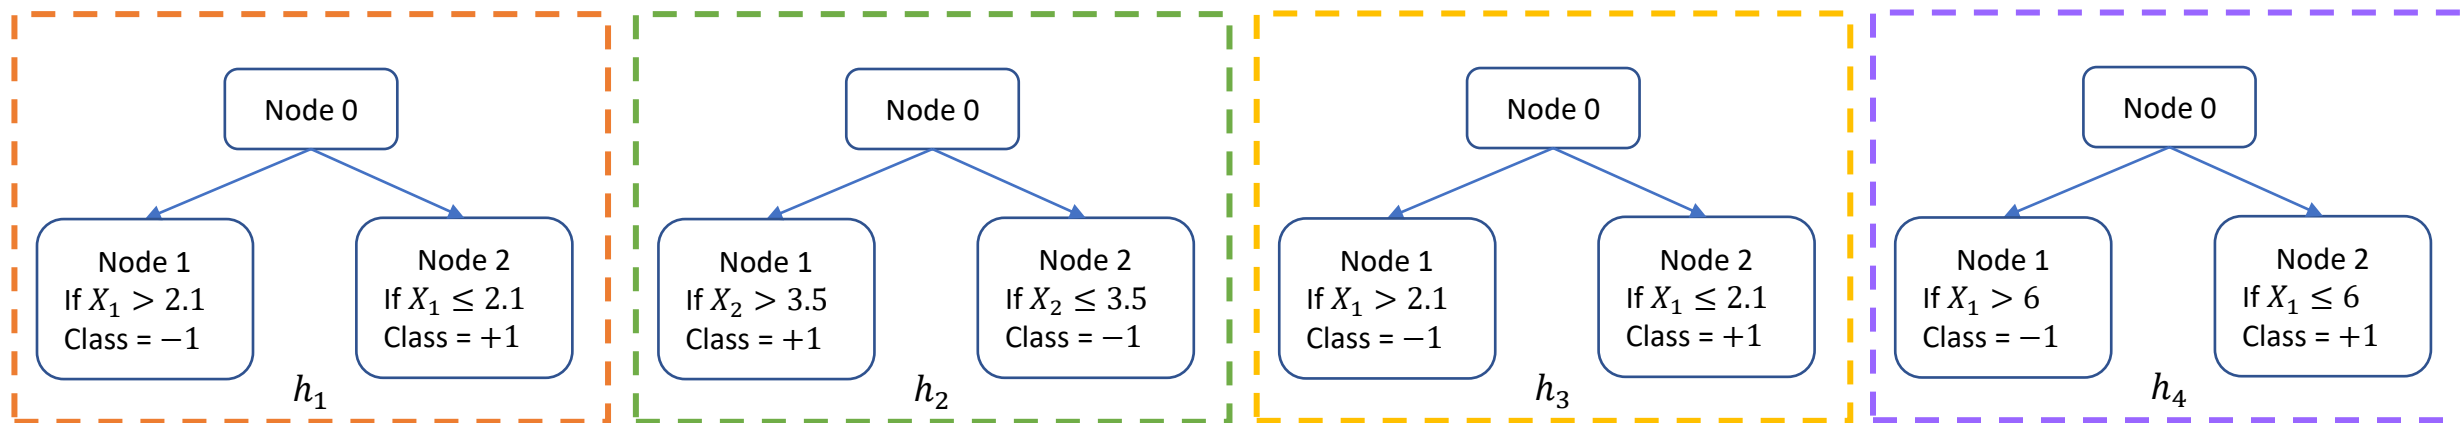 Node 0
Node 1
If X₁ > 2.1
Class = −1
Node 2
If X₁ ≤ 2.1
Class = +1
h₁
Node 0
Node 1
If X₂ > 3.5
Class = +1
Node 2
If X₂ ≤ 3.5
Class = −1
h₂
Node 0
Node 1
If X₁ > 2.1
Class = −1
Node 2
If X₁ ≤ 2.1
Class = +1
h₃
Node 0
Node 1
If X₁ > 6
Class = −1
Node 2
If X₁ ≤ 6
Class = +1
h₄